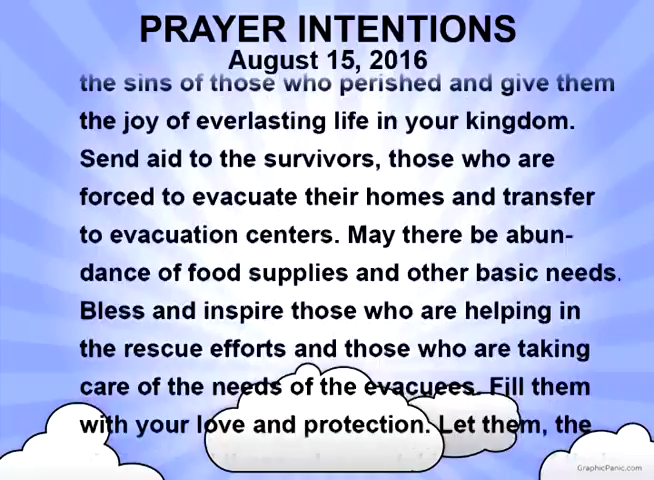 PRAYER INTENTIONS
August 15, 2016
the sins of those who perished and give them
the joy of everlasting life in your kingdom.
Send aid to the survivors, those who are
forced to evacuate their homes and transfer
to evacuation centers. May there be abun-
dance of food supplies and other basic needs.
Bless and inspire those who are helping in
the rescue efforts and those who are taking
care of the needs of the evacuees. Fill them
with your love and protection. Let them, the
GraphicPanic.com